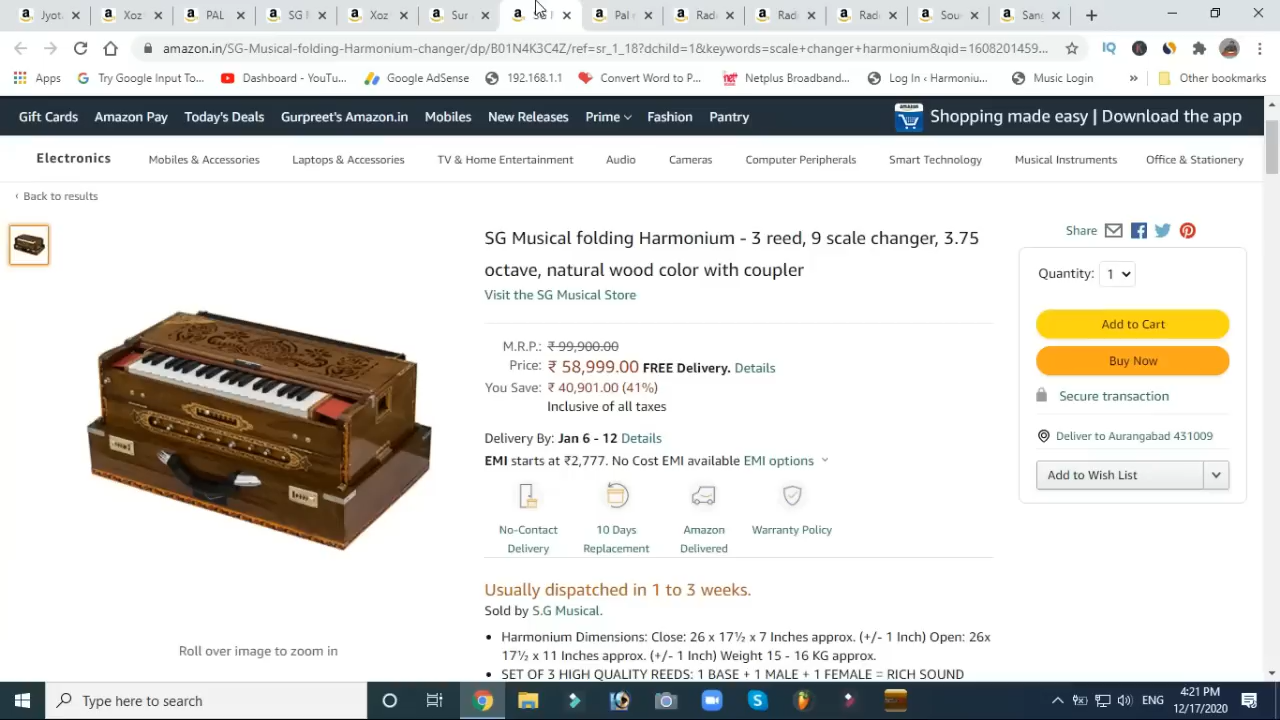 Jyot
Xoz
PAL
SG
Xoz
Sur
SG
Pal r
Rad
Rad
Rad
Sou
San
amazon.in/SG-Musical-folding-Harmonium-changer/dp/B01N4K3C4Z/ref=sr_1_18?dchild=1&keywords=scale+changer+harmonium&qid=1608201459...
Apps
Try Google Input To...
Dashboard - YouTu...
Google AdSense
192.168.1.1
Convert Word to P...
Netplus Broadband...
Log In ‹ Harmoniu...
Music Login
»
Other bookmarks
Gift Cards
Amazon Pay
Today's Deals
Gurpreet's Amazon.in
Mobiles
New Releases
Prime
Fashion
Pantry
Shopping made easy | Download the app
Electronics
Mobiles & Accessories
Laptops & Accessories
TV & Home Entertainment
Audio
Cameras
Computer Peripherals
Smart Technology
Musical Instruments
Office & Stationery
‹ Back to results
SG Musical folding Harmonium - 3 reed, 9 scale changer, 3.75
octave, natural wood color with coupler
Visit the SG Musical Store
M.R.P.: ₹ 99,900.00
Price: ₹ 58,999.00 FREE Delivery. Details
You Save: ₹ 40,901.00 (41%)
Inclusive of all taxes
Delivery By: Jan 6 - 12 Details
EMI starts at ₹2,777. No Cost EMI available EMI options
No-Contact
Delivery
10 Days
Replacement
Amazon
Delivered
Warranty Policy
Usually dispatched in 1 to 3 weeks.
Sold by S.G Musical.
• Harmonium Dimensions: Close: 26 x 17½ x 7 Inches approx. (+/- 1 Inch) Open: 26x
17½ x 11 Inches approx. (+/- 1 Inch) Weight 15 - 16 KG approx.
• SET OF 3 HIGH QUALITY REEDS: 1 BASE + 1 MALE + 1 FEMALE = RICH SOUND
Roll over image to zoom in
Share
Quantity: 1
Add to Cart
Buy Now
Secure transaction
Deliver to Aurangabad 431009
Add to Wish List
Type here to search
ENG
4:21 PM
12/17/2020